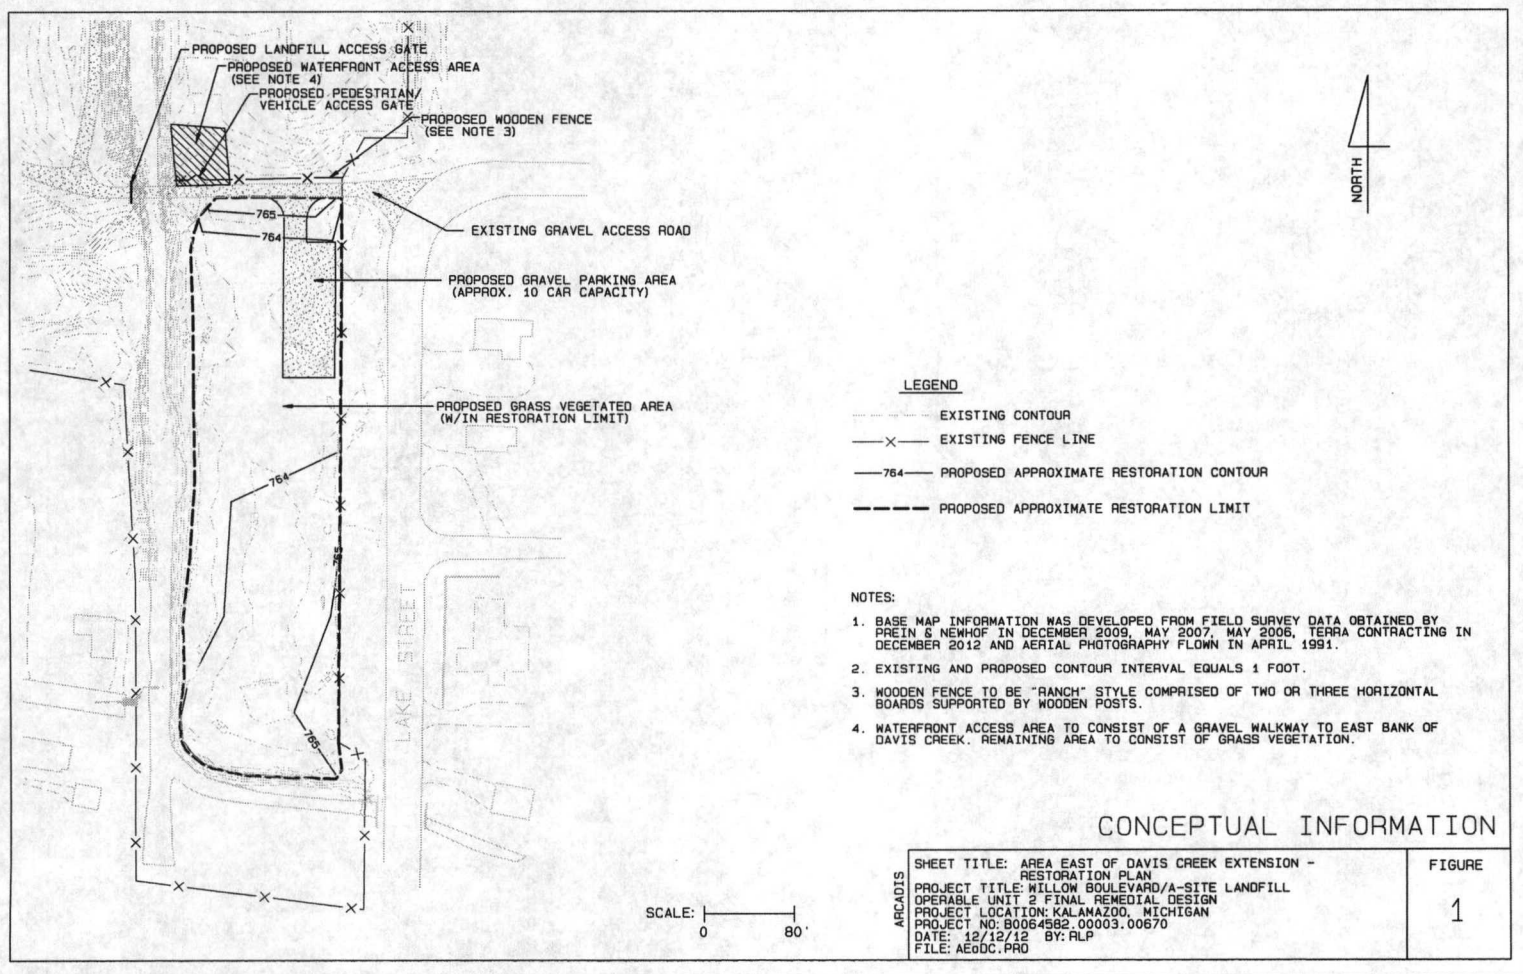 PROPOSED LANDFILL ACCESS GATE
PROPOSED WATERFRONT ACCESS AREA
(SEE NOTE 4)
PROPOSED PEDESTRIAN/
VEHICLE ACCESS GATE
PROPOSED WOODEN FENCE
(SEE NOTE 3)
765
764
EXISTING GRAVEL ACCESS ROAD
PROPOSED GRAVEL PARKING AREA
(APPROX. 10 CAR CAPACITY)
PROPOSED GRASS VEGETATED AREA
(W/IN RESTORATION LIMIT)
764
765
LAKE STREET
765
NORTH
LEGEND
EXISTING CONTOUR
EXISTING FENCE LINE
764 PROPOSED APPROXIMATE RESTORATION CONTOUR
PROPOSED APPROXIMATE RESTORATION LIMIT
NOTES:
1. BASE MAP INFORMATION WAS DEVELOPED FROM FIELD SURVEY DATA OBTAINED BY
PREIN & NEWHOF IN DECEMBER 2009, MAY 2007, MAY 2006, TERRA CONTRACTING IN
DECEMBER 2012 AND AERIAL PHOTOGRAPHY FLOWN IN APRIL 1991.
2. EXISTING AND PROPOSED CONTOUR INTERVAL EQUALS 1 FOOT.
3. WOODEN FENCE TO BE "RANCH" STYLE COMPRISED OF TWO OR THREE HORIZONTAL
BOARDS SUPPORTED BY WOODEN POSTS.
4. WATERFRONT ACCESS AREA TO CONSIST OF A GRAVEL WALKWAY TO EAST BANK OF
DAVIS CREEK. REMAINING AREA TO CONSIST OF GRASS VEGETATION.
CONCEPTUAL INFORMATION
SCALE:
0 80'
ARCADIS
SHEET TITLE: AREA EAST OF DAVIS CREEK EXTENSION -
RESTORATION PLAN
PROJECT TITLE: WILLOW BOULEVARD/A-SITE LANDFILL
OPERABLE UNIT 2 FINAL REMEDIAL DESIGN
PROJECT LOCATION: KALAMAZOO, MICHIGAN
PROJECT NO: B0064582.00003.00670
DATE: 12/12/12 BY: RLP
FILE: AEoDC.PRO
FIGURE
1